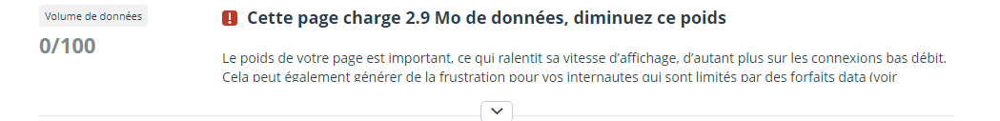 Volume de données
0/100
Cette page charge 2.9 Mo de données, diminuez ce poids
Le poids de votre page est important, ce qui ralentit sa vitesse d’affichage, d’autant plus sur les connexions bas débit.
Cela peut également générer de la frustration pour vos internautes qui sont limités par des forfaits data (voir